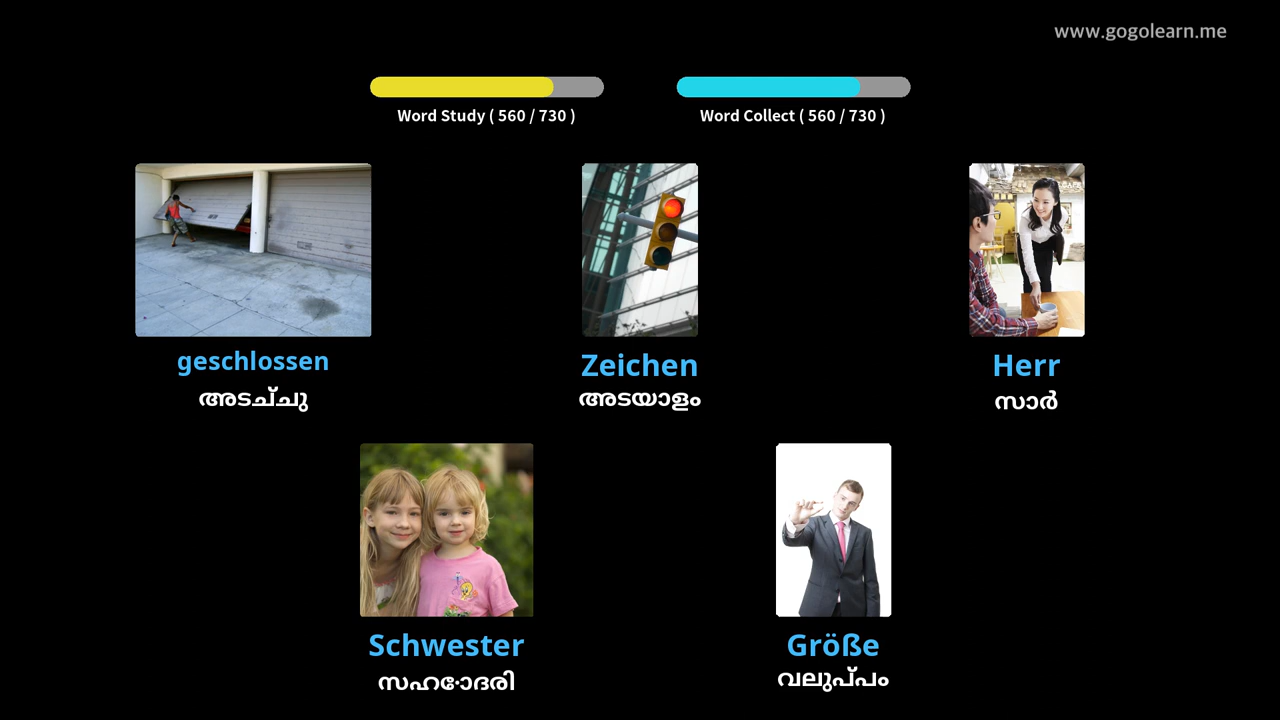 www.gogolearn.me
Word Study ( 560 / 730 )
Word Collect ( 560 / 730 )
geschlossen
അടച്ചു
Zeichen
അടയാളം
Herr
സാർ
Schwester
സഹോദരി
Größe
വലുപ്പം